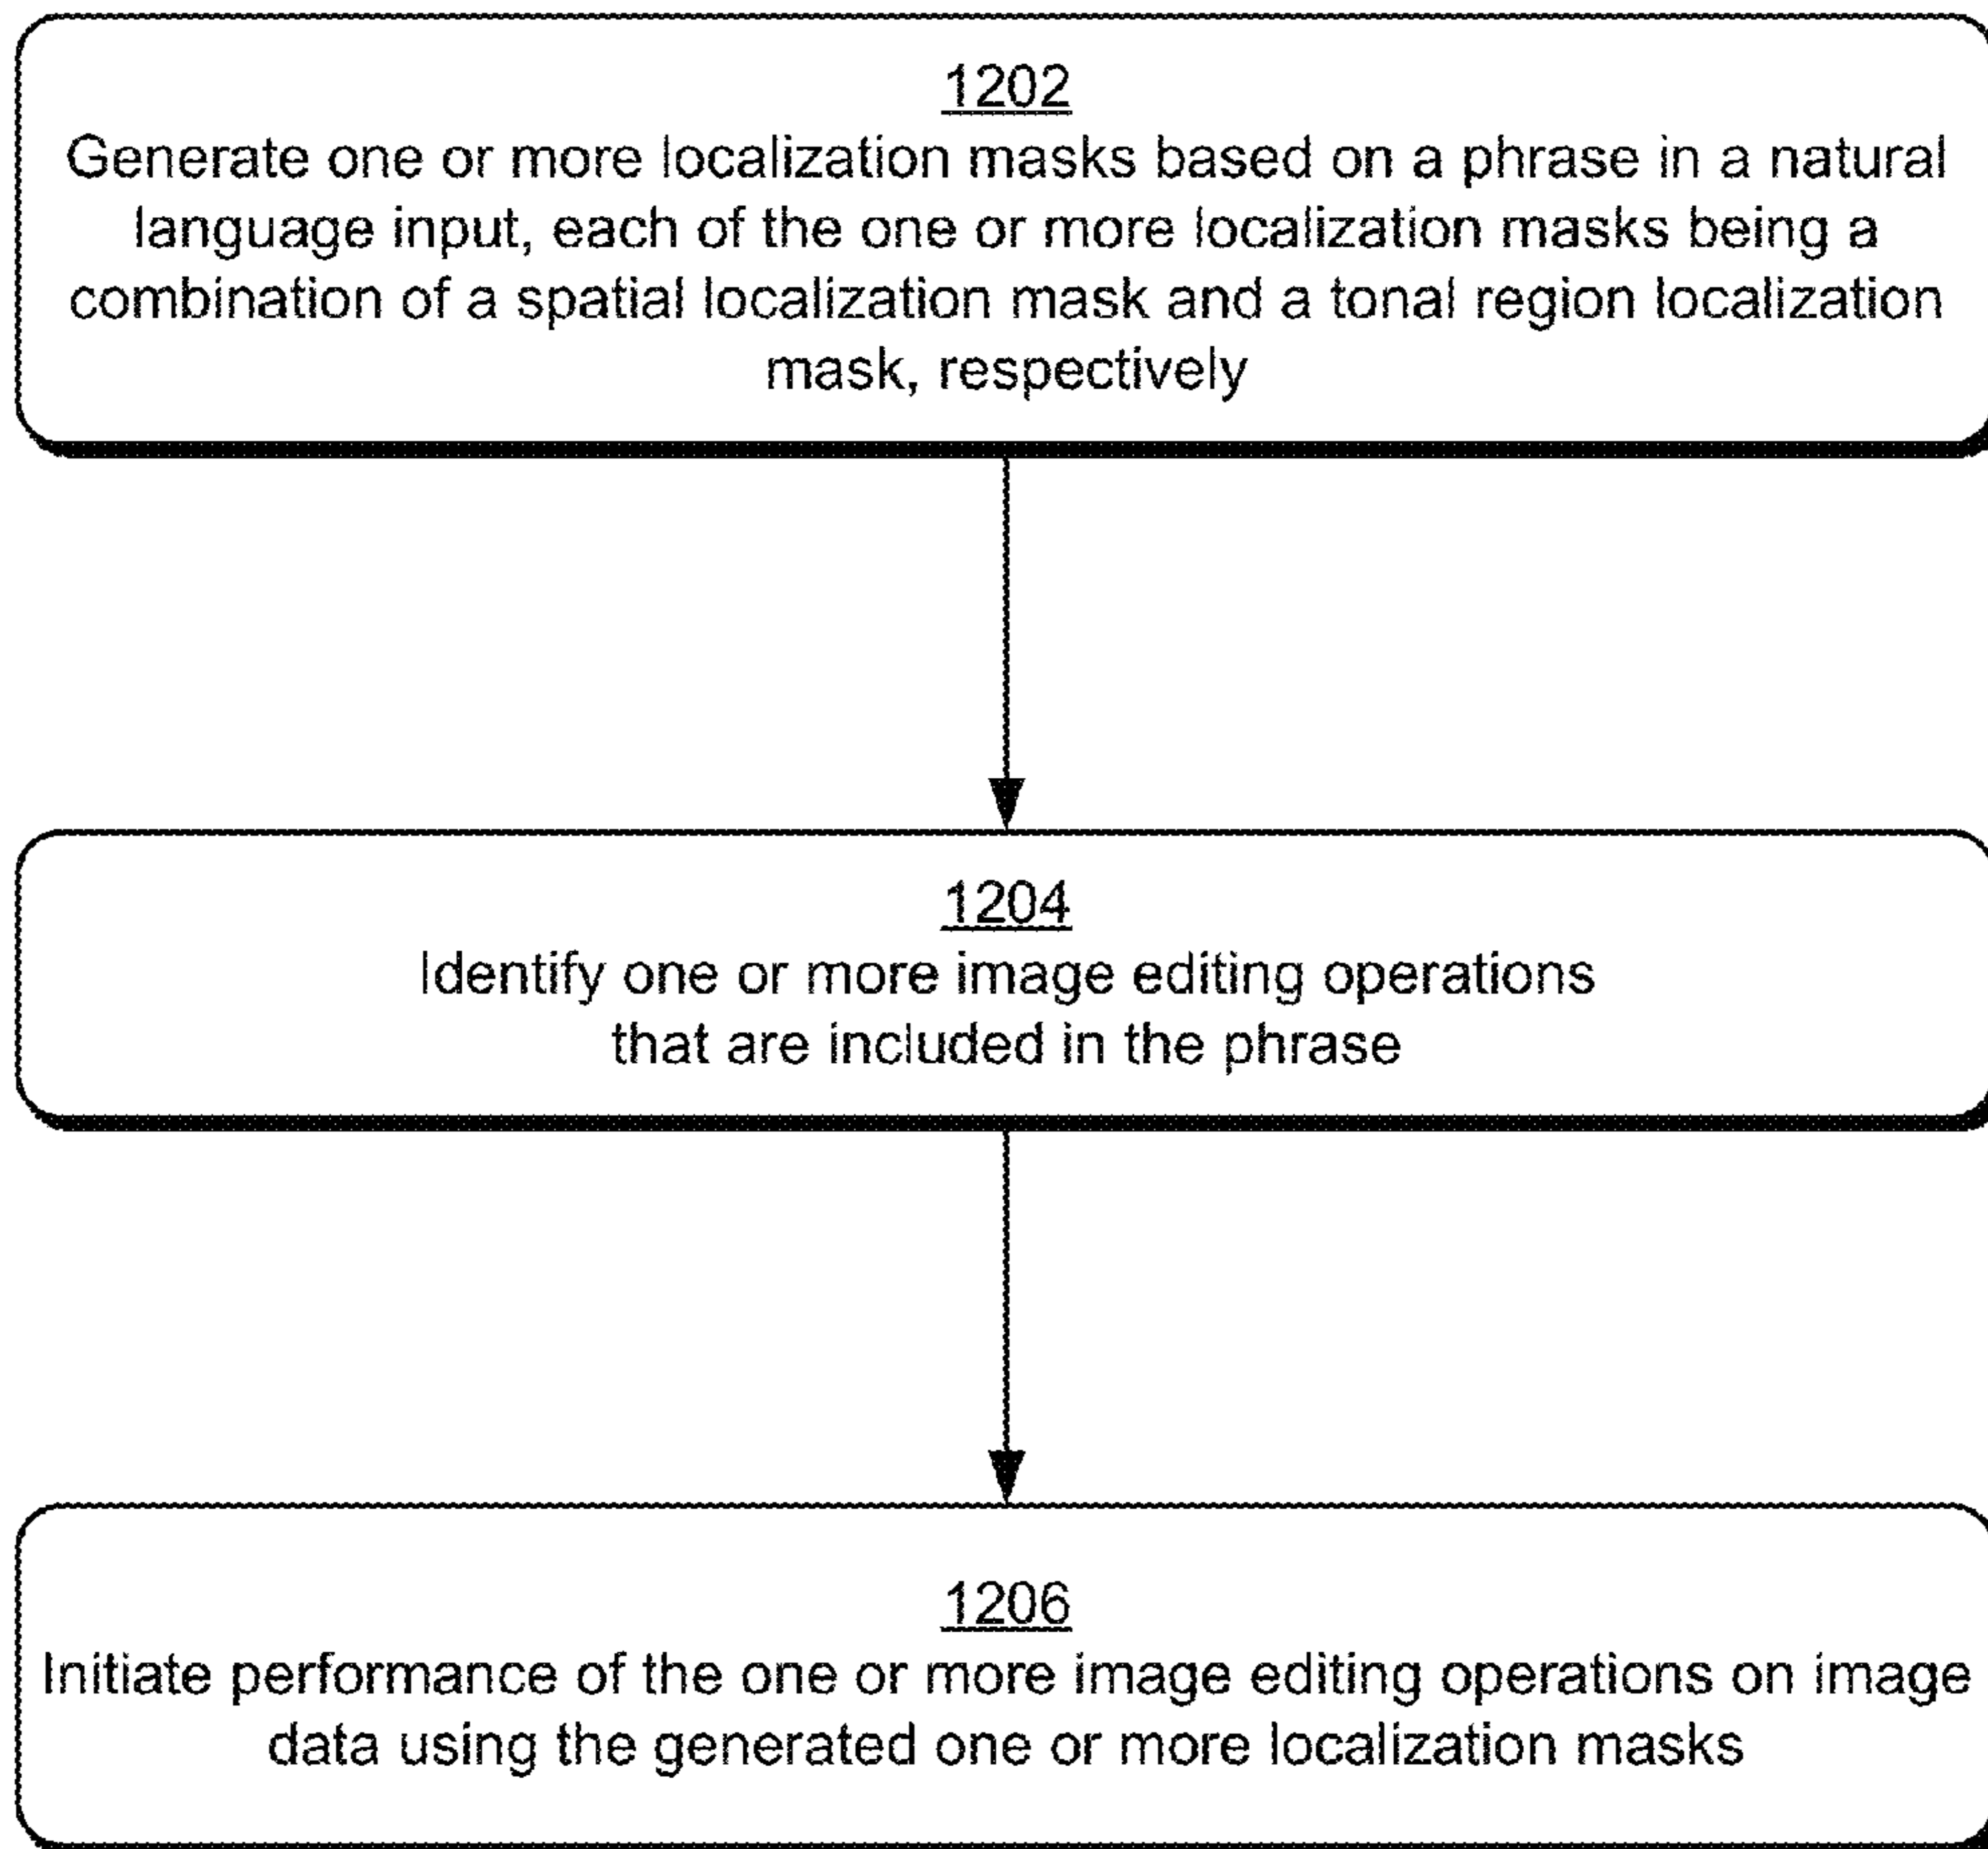 1202
Generate one or more localization masks based on a phrase in a natural
language input, each of the one or more localization masks being a
combination of a spatial localization mask and a tonal region localization
mask, respectively
1204
Identify one or more image editing operations
that are included in the phrase
1206
Initiate performance of the one or more image editing operations on image
data using the generated one or more localization masks